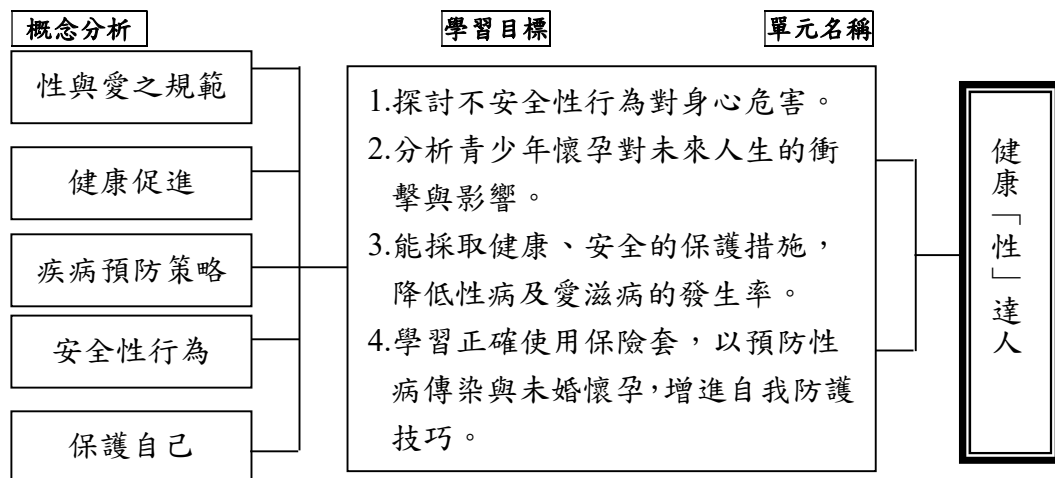 概念分析
學習目標
單元名稱
性與愛之規範
健康促進
疾病預防策略
安全性行為
保護自己
1.探討不安全性行為對身心危害。
2.分析青少年懷孕對未來人生的衝
擊與影響。
3.能採取健康、安全的保護措施，
降低性病及愛滋病的發生率。
4.學習正確使用保險套，以預防性
病傳染與未婚懷孕，增進自我防護
技巧。
健康「性」達人